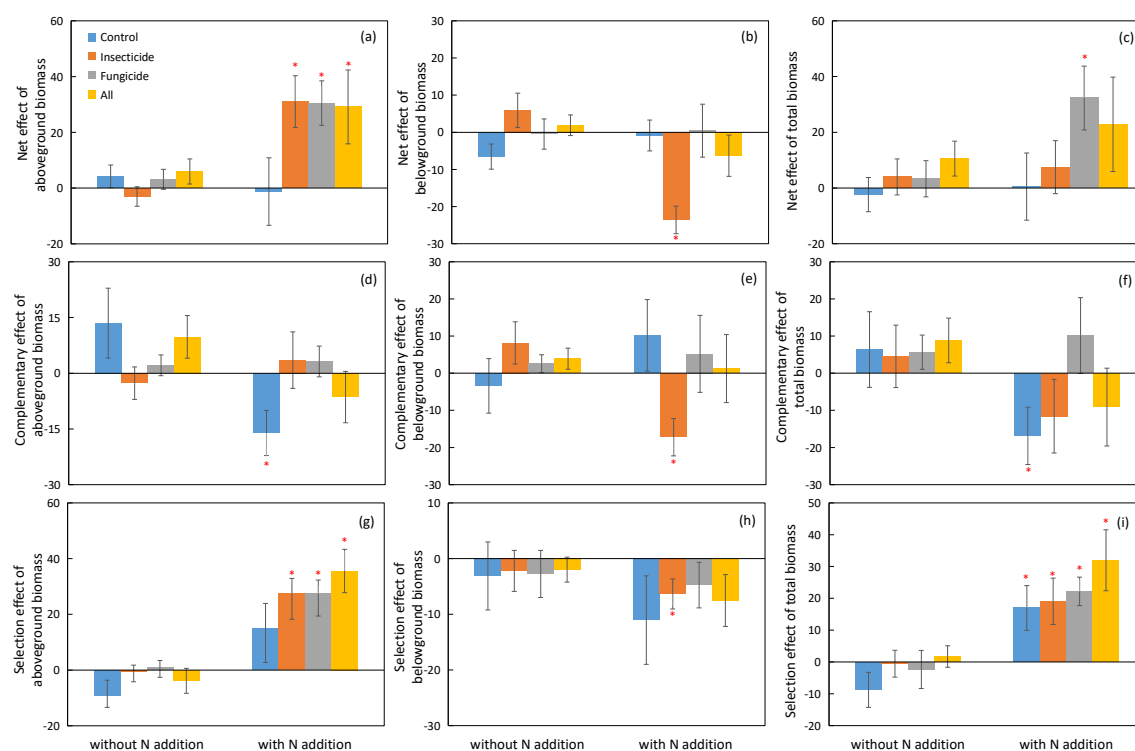 (a)
Control
Insecticide
Fungicide
All
60
40
20
0
-20
Net effect of
aboveground biomass
* * *
(b)
30
20
10
0
-10
-20
-30
Net effect of
belowground biomass
*
(c)
60
40
20
0
-20
Net effect of total biomass
*
(d)
30
15
0
-15
-30
Complementary effect of
aboveground biomass
*
(e)
30
20
10
0
-10
-20
-30
Complementary effect of
belowground biomass
*
(f)
30
20
10
0
-10
-20
-30
Complementary effect of
total biomass
*
(g)
60
40
20
0
-20
Selection effect of
aboveground biomass
* * *
without N addition with N addition
(h)
10
0
-10
-20
-30
Selection effect of
belowground biomass
*
without N addition with N addition
(i)
50
40
30
20
10
0
-10
-20
Selection effect of total biomass
* * * *
without N addition with N addition